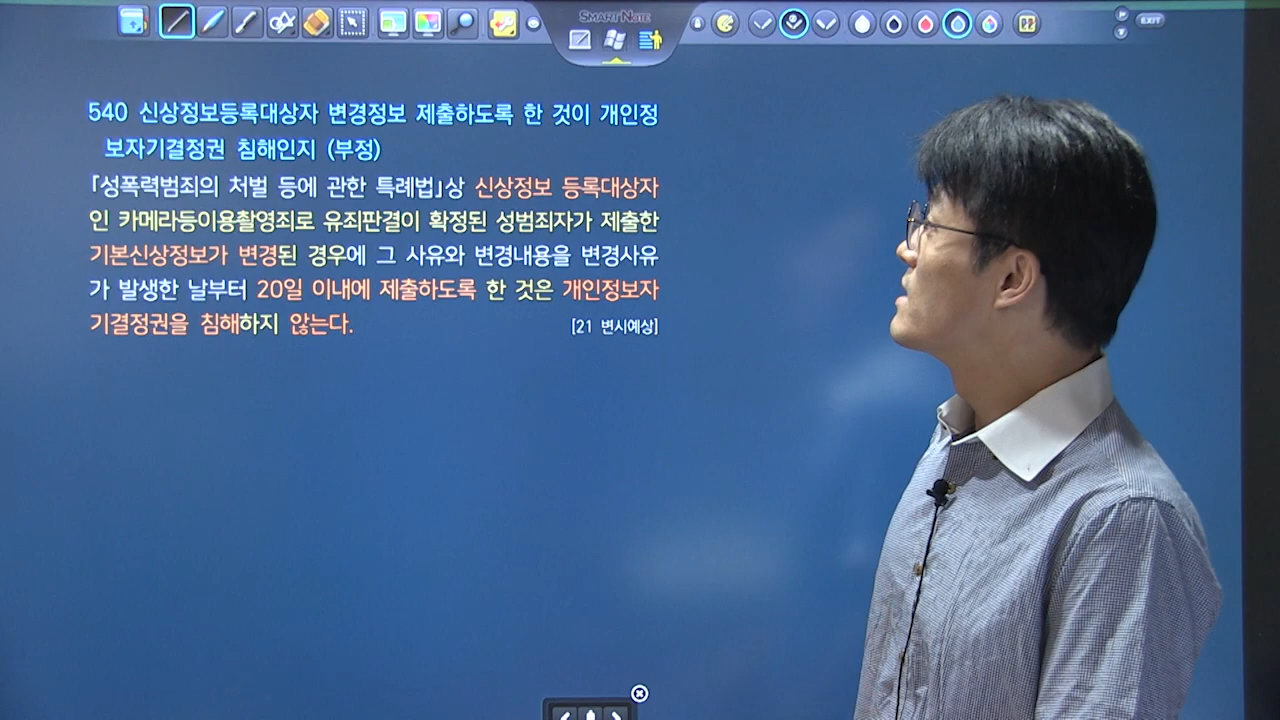 SMART NOTE
EXIT
540 신상정보등록대상자 변경정보 제출하도록 한 것이 개인정
보자기결정권 침해인지 (부정)
「성폭력범죄의 처벌 등에 관한 특례법」상 신상정보 등록대상자
인 카메라등이용촬영죄로 유죄판결이 확정된 성범죄자가 제출한
기본신상정보가 변경된 경우에 그 사유와 변경내용을 변경사유
가 발생한 날부터 20일 이내에 제출하도록 한 것은 개인정보자
기결정권을 침해하지 않는다.
[21 변시예상]